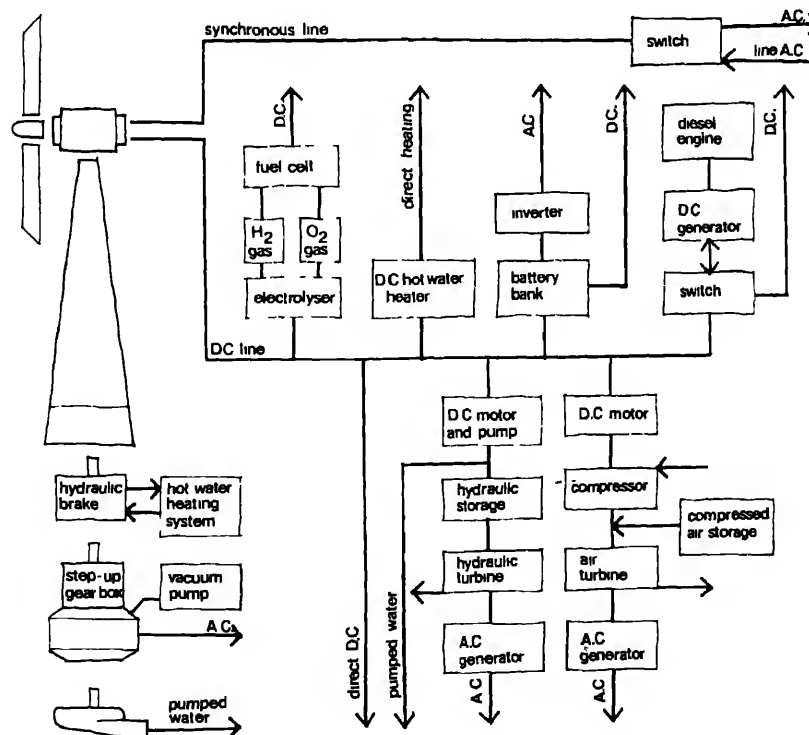 synchronous line
switch
A.C.
line A.C
D.C.
fuel cell
H2
gas
O2
gas
electrolyser
direct heating
DC hot water
heater
A.C
inverter
battery
bank
D.C.
diesel
engine
DC
generator
switch
D.C.
DC line
hydraulic
brake
hot water
heating
system
step-up
gear box
vacuum
pump
A.C.
pumped
water
direct D.C
pumped water
DC motor
and pump
hydraulic
storage
hydraulic
turbine
A.C
generator
A.C
D.C motor
compressor
compressed
air storage
air
turbine
A.C
generator
A.C